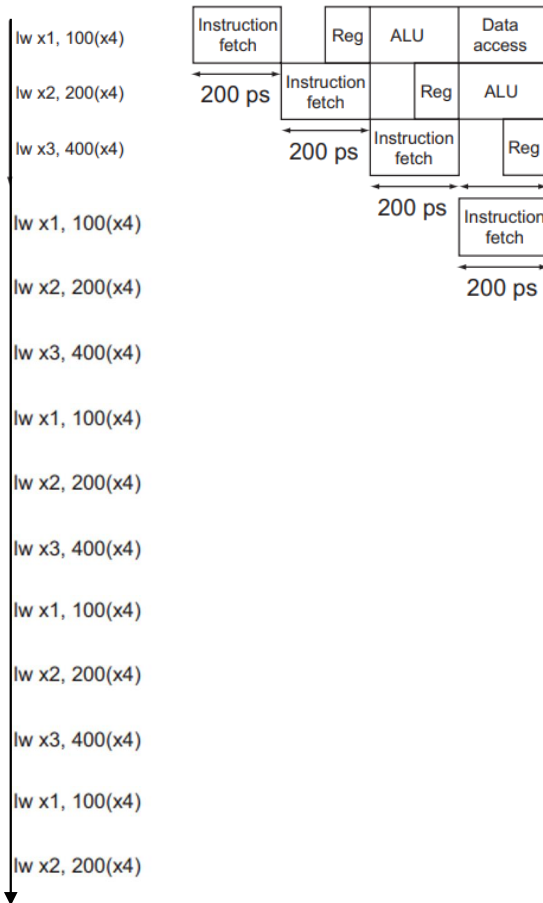 lw x1, 100(x4) Instruction fetch Reg ALU Data access
200 ps
lw x2, 200(x4) Instruction fetch Reg ALU
200 ps
lw x3, 400(x4) Instruction fetch Reg
200 ps
lw x1, 100(x4) Instruction fetch
200 ps
lw x2, 200(x4)
lw x3, 400(x4)
lw x1, 100(x4)
lw x2, 200(x4)
lw x3, 400(x4)
lw x1, 100(x4)
lw x2, 200(x4)
lw x3, 400(x4)
lw x1, 100(x4)
lw x2, 200(x4)